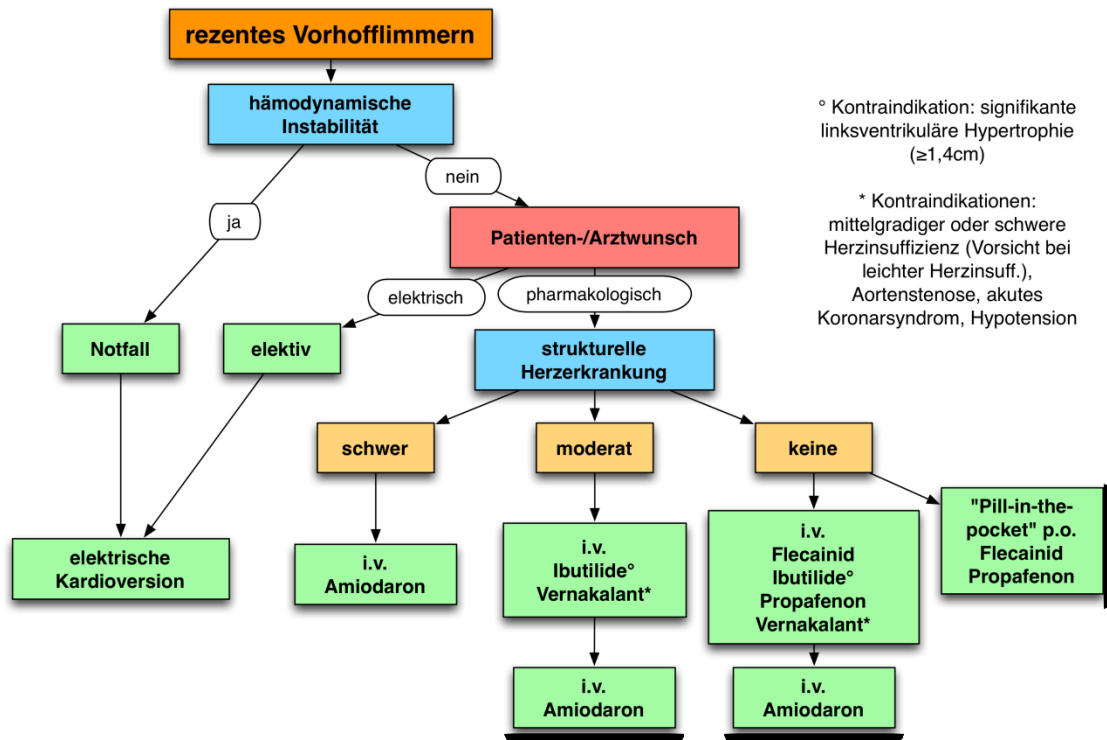 rezentes Vorhofflimmern
hämodynamische
Instabilität
° Kontraindikation: signifikante
linksventrikuläre Hypertrophie
(≥1,4cm)
* Kontraindikationen:
mittelgradiger oder schwere
Herzinsuffizienz (Vorsicht bei
leichter Herzinsuff.),
Aortenstenose, akutes
Koronarsyndrom, Hypotension
nein
ja
Patienten-/Arztwunsch
elektrisch
pharmakologisch
Notfall
elektiv
strukturelle
Herzerkrankung
schwer
moderat
keine
elektrische
Kardioversion
i.v.
Amiodaron
i.v.
Ibutilide°
Vernakalant*
i.v.
Flecainid
Ibutilide°
Propafenon
Vernakalant*
"Pill-in-the-
pocket" p.o.
Flecainid
Propafenon
i.v.
Amiodaron
i.v.
Amiodaron